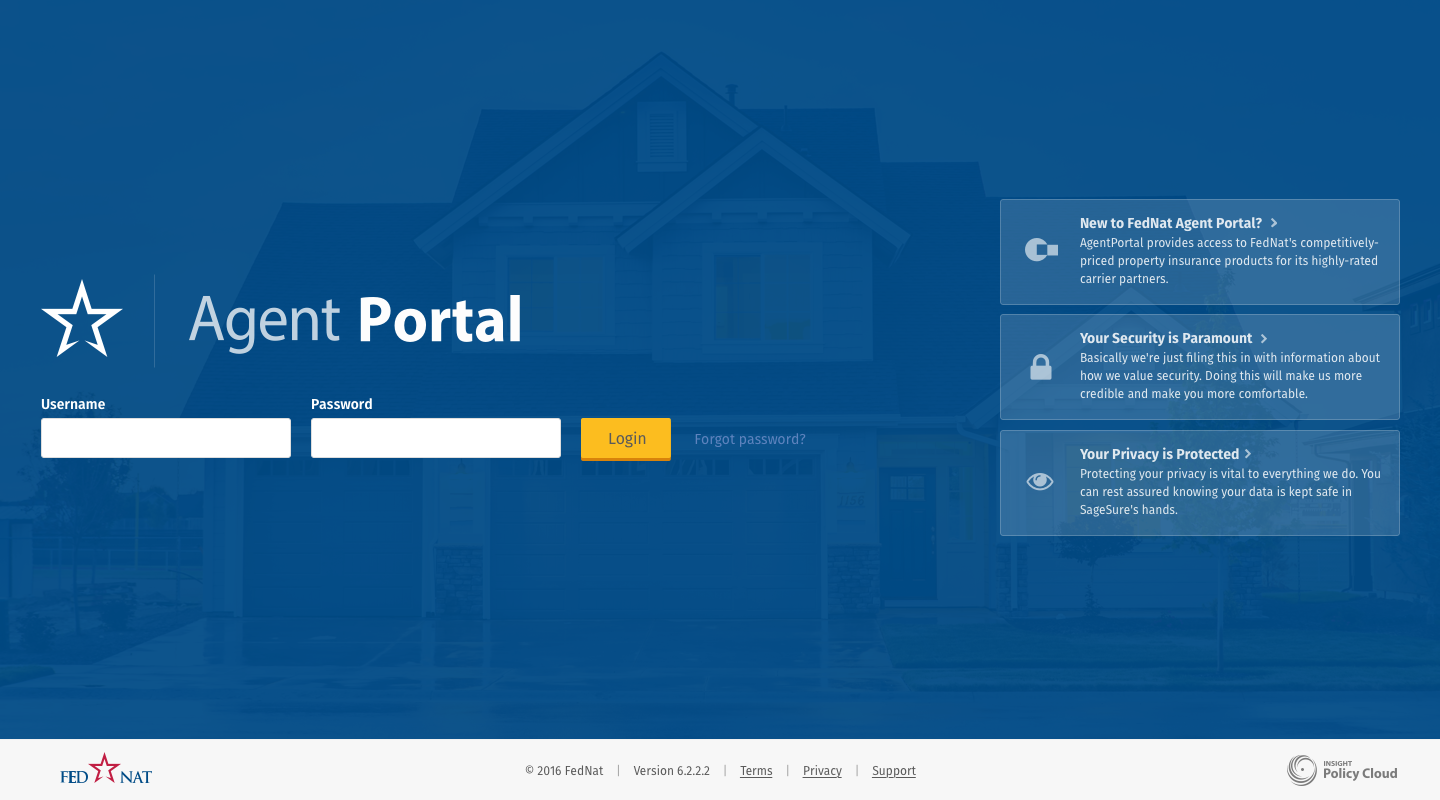 Agent Portal
Username
Password
Login
Forgot password?
New to FedNat Agent Portal?
AgentPortal provides access to FedNat's competitively-
priced property insurance products for its highly-rated
carrier partners.
Your Security is Paramount
Basically we're just filing this in with information about
how we value security. Doing this will make us more
credible and make you more comfortable.
Your Privacy is Protected
Protecting your privacy is vital to everything we do. You
can rest assured knowing your data is kept safe in
SageSure's hands.
FED NAT
© 2016 FedNat | Version 6.2.2.2 | Terms | Privacy | Support
INSIGHT
Policy Cloud